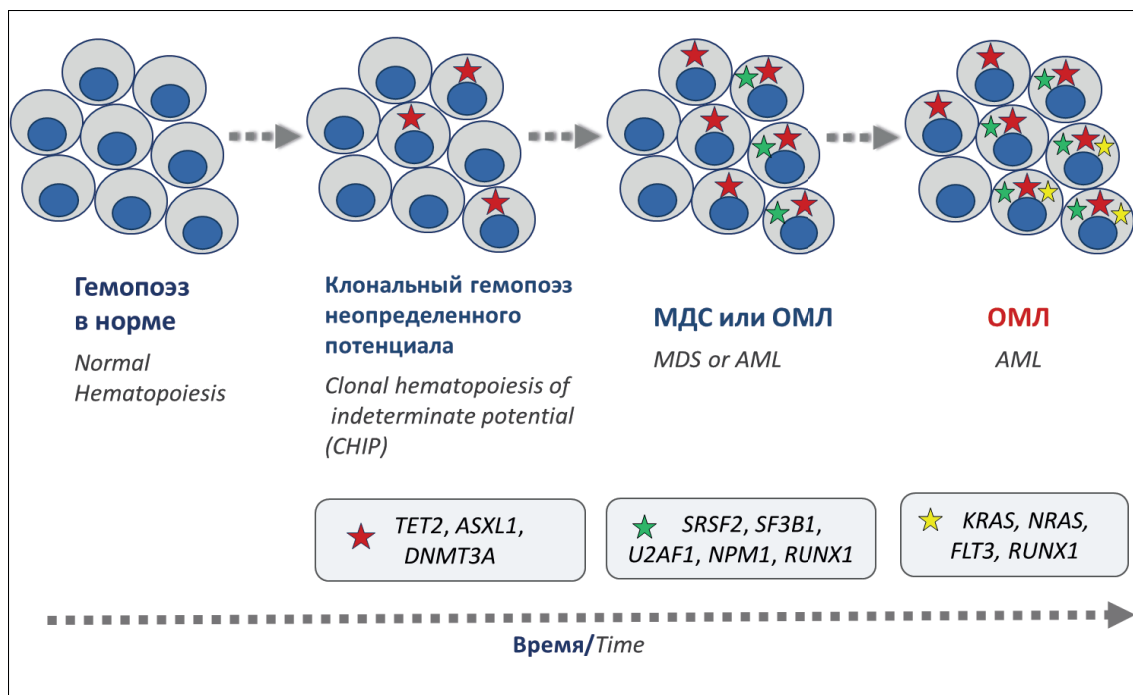 Гемопоэз
в норме
Normal
Hematopoiesis
Клональный гемопоэз
неопределенного
потенциала
Clonal hematopoiesis of
indeterminate potential
(CHIP)
МДС или ОМЛ
MDS or AML
ОМЛ
AML
TET2, ASXL1,
DNMT3A
SRSF2, SF3B1,
U2AF1, NPM1, RUNX1
KRAS, NRAS,
FLT3, RUNX1
Время/Time